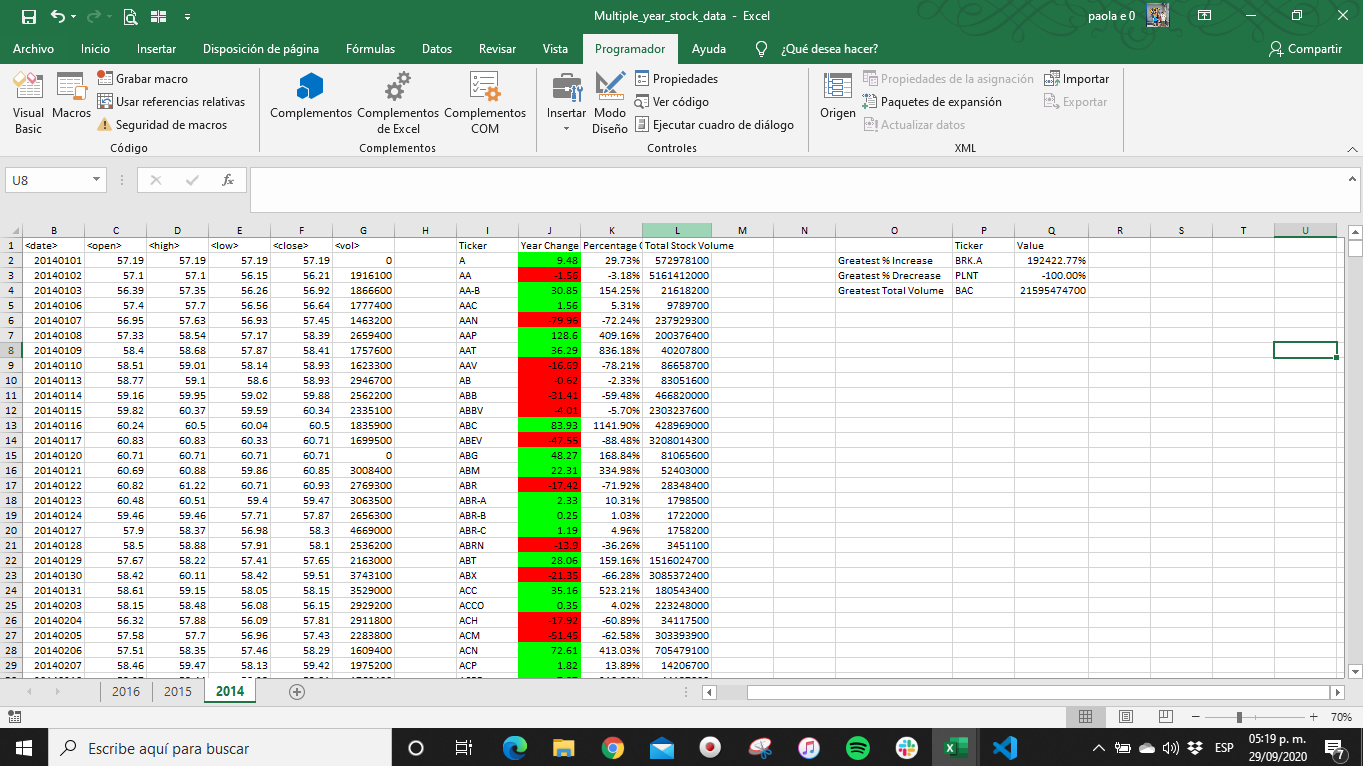 Multiple_year_stock_data - Excel
paola e 0
Archivo Inicio Insertar Disposición de página Fórmulas Datos Revisar Vista Programador Ayuda ¿Qué desea hacer? Compartir
Visual Basic
Macros
Grabar macro
Usar referencias relativas
Seguridad de macros
Código
Complementos
Complementos de Excel
Complementos COM
Complementos
Insertar
Modo Diseño
Propiedades
Ver código
Ejecutar cuadro de diálogo
Controles
Origen
Propiedades de la asignación
Paquetes de expansión
Actualizar datos
Importar
Exportar
XML
U8
fx
B C D E F G H I J K L M N O P Q R S T U
1 <date> <open> <high> <low> <close> <vol> Ticker Year Change Percentage C Total Stock Volume Ticker Value
2 20140101 57.19 57.19 57.19 57.19 0 A 9.48 29.73% 572978100 Greatest % Increase BRK.A 192422.77%
3 20140102 57.1 57.1 56.15 56.21 1916100 AA -1.56 -3.18% 5161412000 Greatest % Drecrease PLNT -100.00%
4 20140103 56.39 57.35 56.26 56.92 1866600 AA-B 30.85 154.25% 21618200 Greatest Total Volume BAC 21595474700
5 20140106 57.4 57.7 56.56 56.64 1777400 AAC 1.56 5.31% 9789700
6 20140107 56.95 57.63 56.93 57.45 1463200 AAN -79.96 -72.24% 237929300
7 20140108 57.33 58.54 57.17 58.39 2659400 AAP 128.6 409.16% 200376400
8 20140109 58.4 58.68 57.87 58.41 1757600 AAT 36.29 836.18% 40207800
9 20140110 58.51 59.01 58.14 58.93 1623300 AAV -16.69 -78.21% 86658700
10 20140113 58.77 59.1 58.6 58.93 2946700 AB -0.62 -2.33% 83051600
11 20140114 59.16 59.95 59.02 59.88 2562200 ABB -31.41 -59.48% 466820000
12 20140115 59.82 60.37 59.59 60.34 2335100 ABBV -4.01 -5.70% 2303237600
13 20140116 60.24 60.5 60.04 60.5 1835900 ABC 83.93 1141.90% 428969000
14 20140117 60.83 60.83 60.33 60.71 1699500 ABEV -47.55 -88.48% 3208014300
15 20140120 60.71 60.71 60.71 60.71 0 ABG 48.27 168.84% 81065600
16 20140121 60.69 60.88 59.86 60.85 3008400 ABM 22.31 334.98% 52403000
17 20140122 60.82 61.22 60.71 60.93 2769300 ABR -17.42 -71.92% 28348400
18 20140123 60.48 60.51 59.4 59.47 3063500 ABR-A 2.33 10.31% 1798500
19 20140124 59.46 59.46 57.71 57.87 2656300 ABR-B 0.25 1.03% 1722000
20 20140127 57.9 58.37 56.98 58.3 4669000 ABR-C 1.19 4.96% 1758200
21 20140128 58.5 58.88 57.91 58.1 2536200 ABRN -13.9 -36.26% 3451100
22 20140129 57.67 58.22 57.41 57.65 2163000 ABT 28.06 159.16% 1516024700
23 20140130 58.42 60.11 58.42 59.51 3743100 ABX -21.35 -66.28% 3085372400
24 20140131 58.61 59.15 58.05 58.15 3529000 ACC 35.16 523.21% 180543400
25 20140203 58.15 58.48 56.08 56.15 2929200 ACCO 0.35 4.02% 223248000
26 20140204 56.32 57.88 56.09 57.81 2911800 ACH -17.92 -60.89% 34117500
27 20140205 57.58 57.7 56.96 57.43 2283800 ACM -51.45 -62.58% 303393900
28 20140206 57.51 58.35 57.46 58.29 1609400 ACN 72.61 413.03% 705479100
29 20140207 58.46 59.47 58.13 59.42 1975200 ACP 1.82 13.89% 14206700
2016 2015 2014
70%
Escribe aquí para buscar
ESP
05:19 p. m.
29/09/2020
7